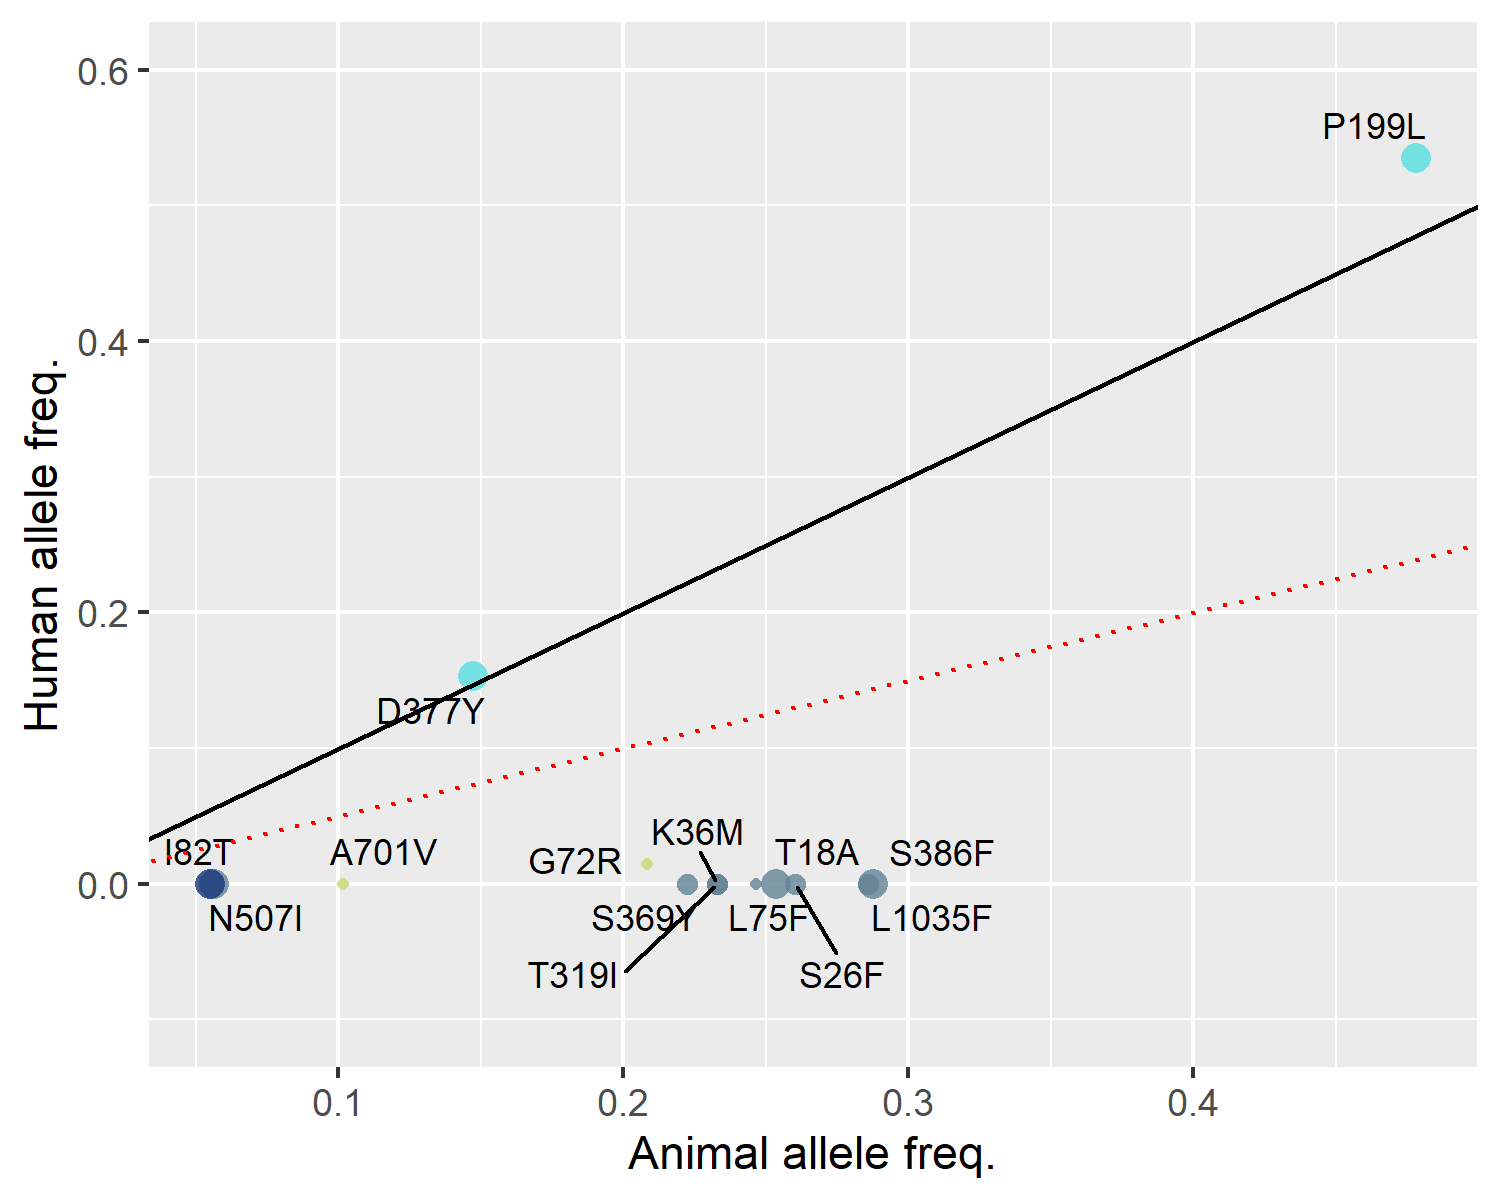 0.6
P199L
0.4
Human allele freq.
0.2
D377Y
K36M
I82T
A701V
G72R
T18A
S386F
0.0
N507I
S369Y
L75F
L1035F
T319I
S26F
0.1
0.2
0.3
0.4
Animal allele freq.